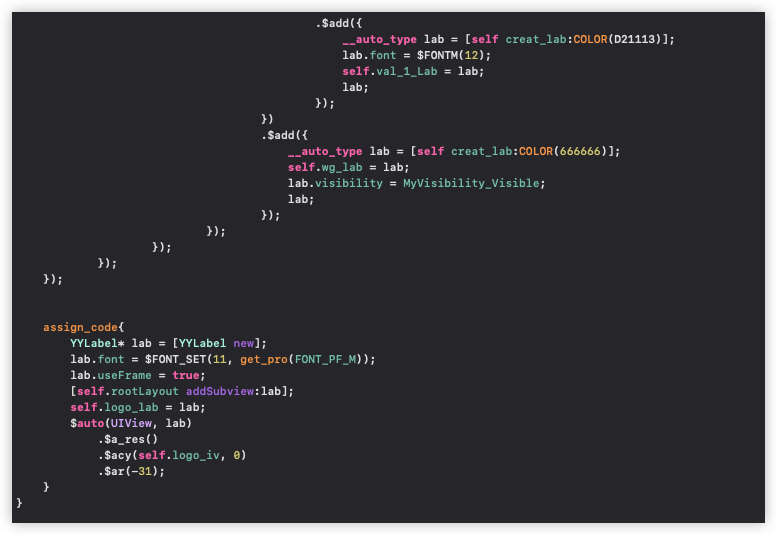 .$add({
__auto_type lab = [self creat_lab:COLOR(D21113)];
lab.font = $FONTM(12);
self.val_1_Lab = lab;
lab;
});
})
.$add({
__auto_type lab = [self creat_lab:COLOR(666666)];
self.wg_lab = lab;
lab.visibility = MyVisibility_Visible;
lab;
});
});
});
});
});
assign_code{
YYLabel* lab = [YYLabel new];
lab.font = $FONT_SET(11, get_pro(FONT_PF_M));
lab.useFrame = true;
[self.rootLayout addSubview:lab];
self.logo_lab = lab;
$auto(UIView, lab)
.$a_res()
.$acy(self.logo_iv, 0)
.$ar(-31);
}
}